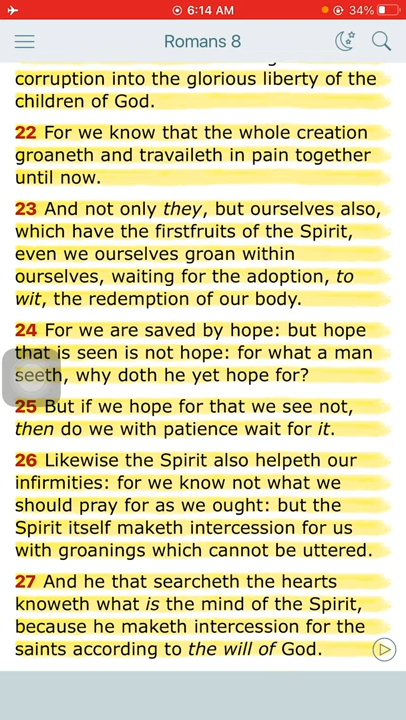 6:14 AM
34%
Romans 8
corruption into the glorious liberty of the
children of God.
22 For we know that the whole creation
groaneth and travaileth in pain together
until now.
23 And not only they, but ourselves also,
which have the firstfruits of the Spirit,
even we ourselves groan within
ourselves, waiting for the adoption, to
wit, the redemption of our body.
24 For we are saved by hope: but hope
that is seen is not hope: for what a man
seeth, why doth he yet hope for?
25 But if we hope for that we see not,
then do we with patience wait for it.
26 Likewise the Spirit also helpeth our
infirmities: for we know not what we
should pray for as we ought: but the
Spirit itself maketh intercession for us
with groanings which cannot be uttered.
27 And he that searcheth the hearts
knoweth what is the mind of the Spirit,
because he maketh intercession for the
saints according to the will of God.